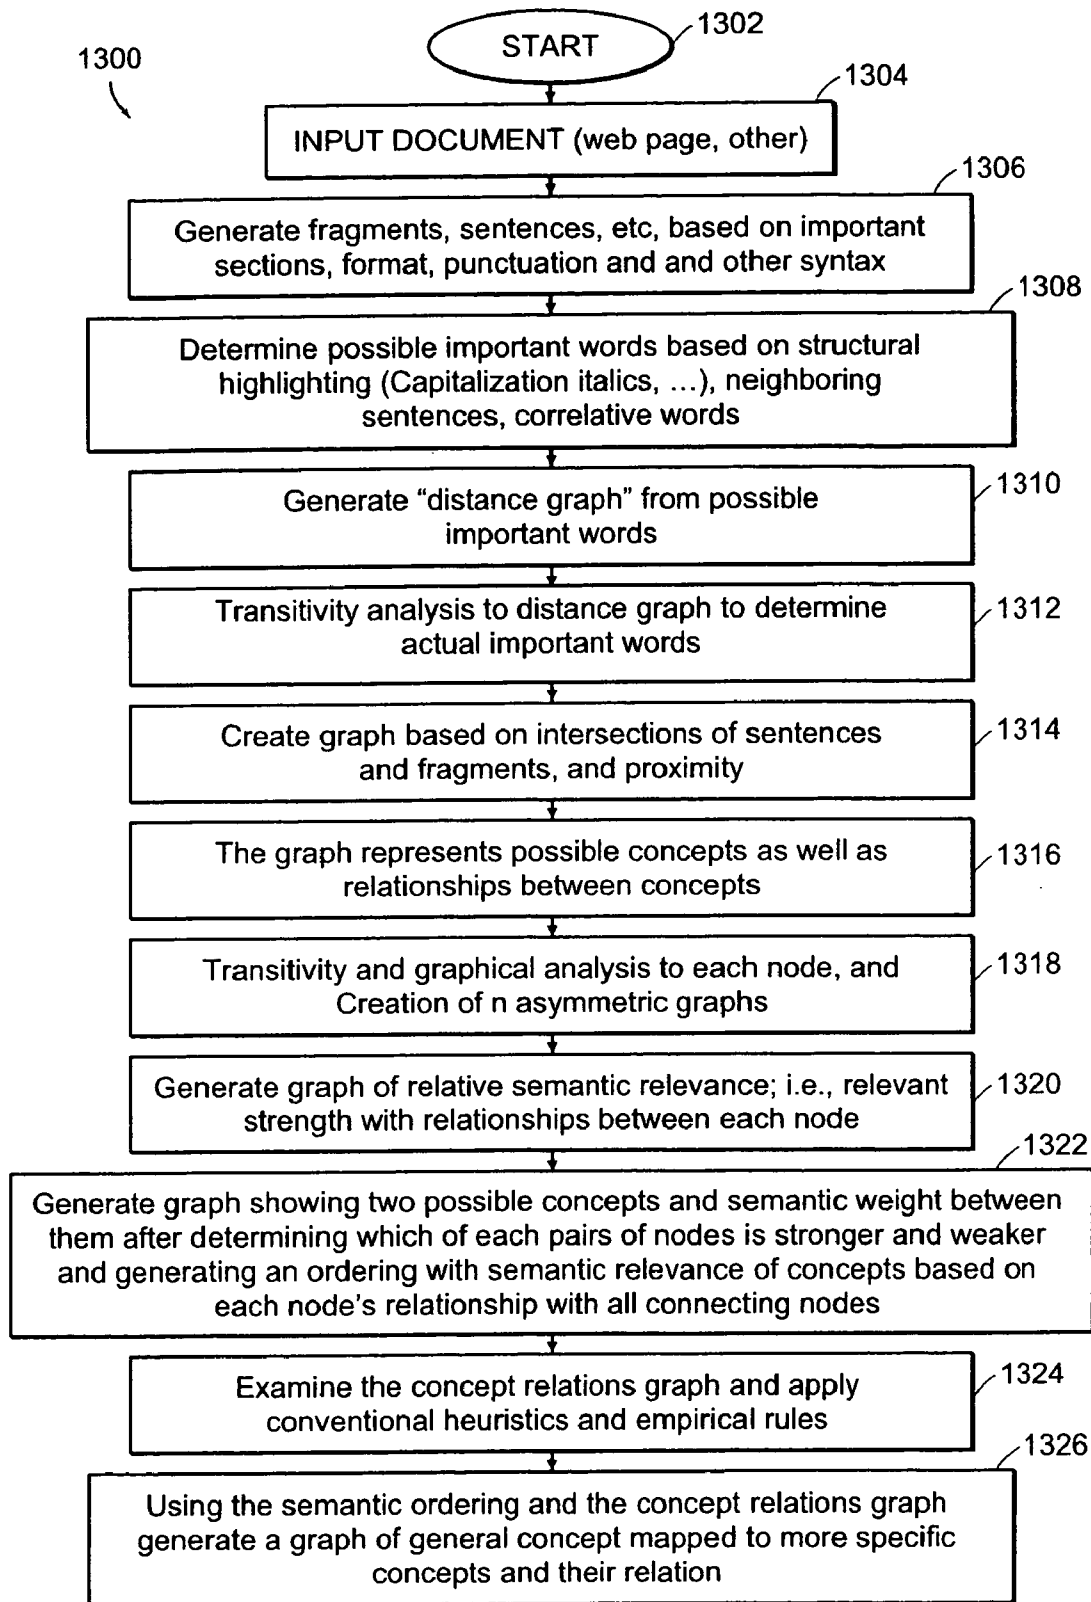 1300
START
1302
1304
INPUT DOCUMENT (web page, other)
1306
Generate fragments, sentences, etc, based on important
sections, format, punctuation and and other syntax
1308
Determine possible important words based on structural
highlighting (Capitalization italics, ...), neighboring
sentences, correlative words
1310
Generate “distance graph” from possible
important words
1312
Transitivity analysis to distance graph to determine
actual important words
1314
Create graph based on intersections of sentences
and fragments, and proximity
1316
The graph represents possible concepts as well as
relationships between concepts
1318
Transitivity and graphical analysis to each node, and
Creation of n asymmetric graphs
1320
Generate graph of relative semantic relevance; i.e., relevant
strength with relationships between each node
1322
Generate graph showing two possible concepts and semantic weight between
them after determining which of each pairs of nodes is stronger and weaker
and generating an ordering with semantic relevance of concepts based on
each node's relationship with all connecting nodes
1324
Examine the concept relations graph and apply
conventional heuristics and empirical rules
1326
Using the semantic ordering and the concept relations graph
generate a graph of general concept mapped to more specific
concepts and their relation